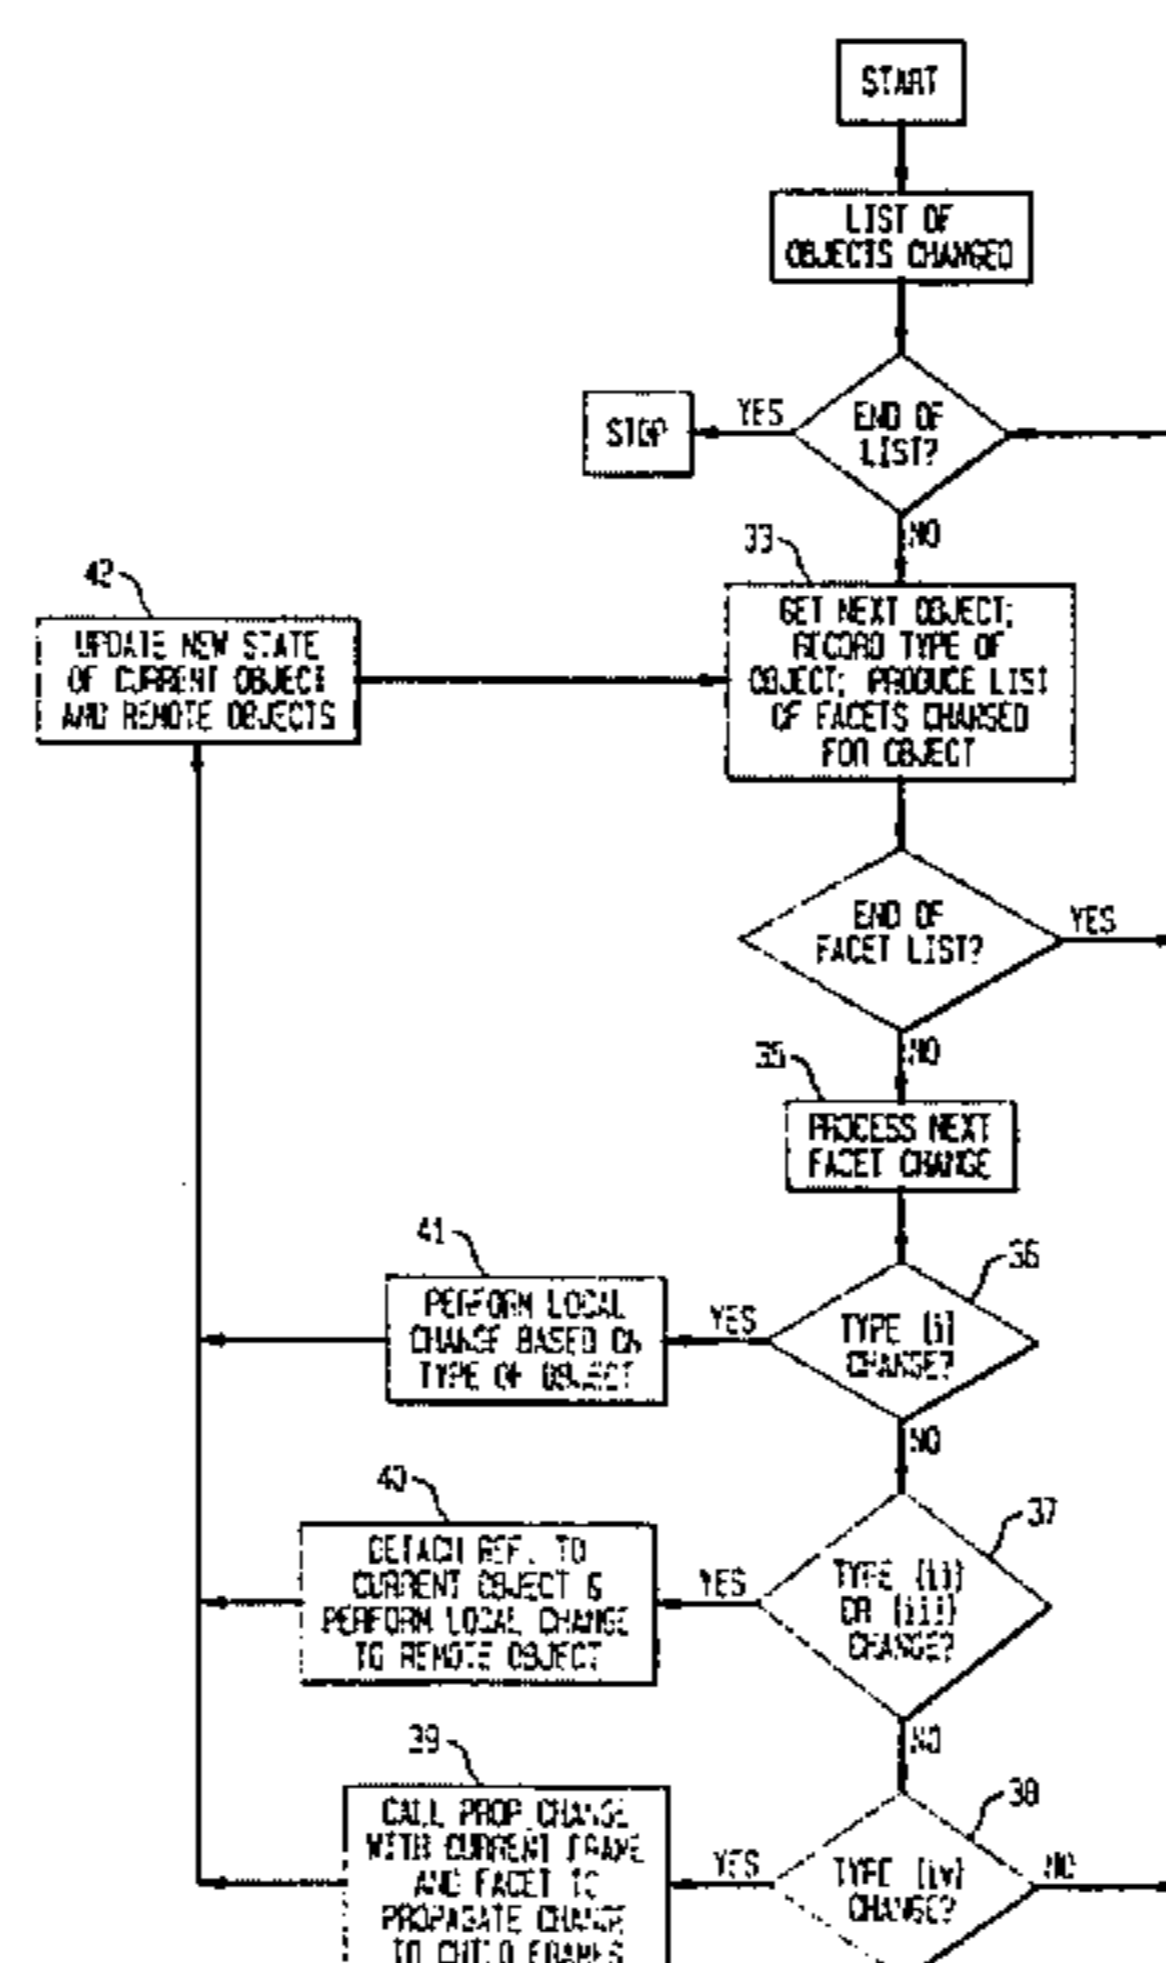 START
LIST OF
OBJECTS CHANGED
STOP
YES
END OF
LIST?
NO
33
42
GET NEXT OBJECT;
RECORD TYPE OF
OBJECT; PRODUCE LIST
OF FACETS CHANGED
FOR OBJECT
UPDATE NEW STATE
OF CURRENT OBJECT
AND REMOTE OBJECTS
END OF
FACET LIST?
YES
NO
35
PROCESS NEXT
FACET CHANGE
41
36
PERFORM LOCAL
CHANGE BASED ON
TYPE OF OBJECT
YES
TYPE (i)
CHANGE?
NO
40
37
DETACH REF. TO
CURRENT OBJECT &
PERFORM LOCAL CHANGE
TO REMOTE OBJECT
YES
TYPE (ii)
OR (iii)
CHANGE?
NO
39
38
CALL PROP_CHANGE
WITH CURRENT FRAME
AND FACET TO
PROPAGATE CHANGE
TO CHILD FRAMES
YES
TYPE (iv)
CHANGE?
NO